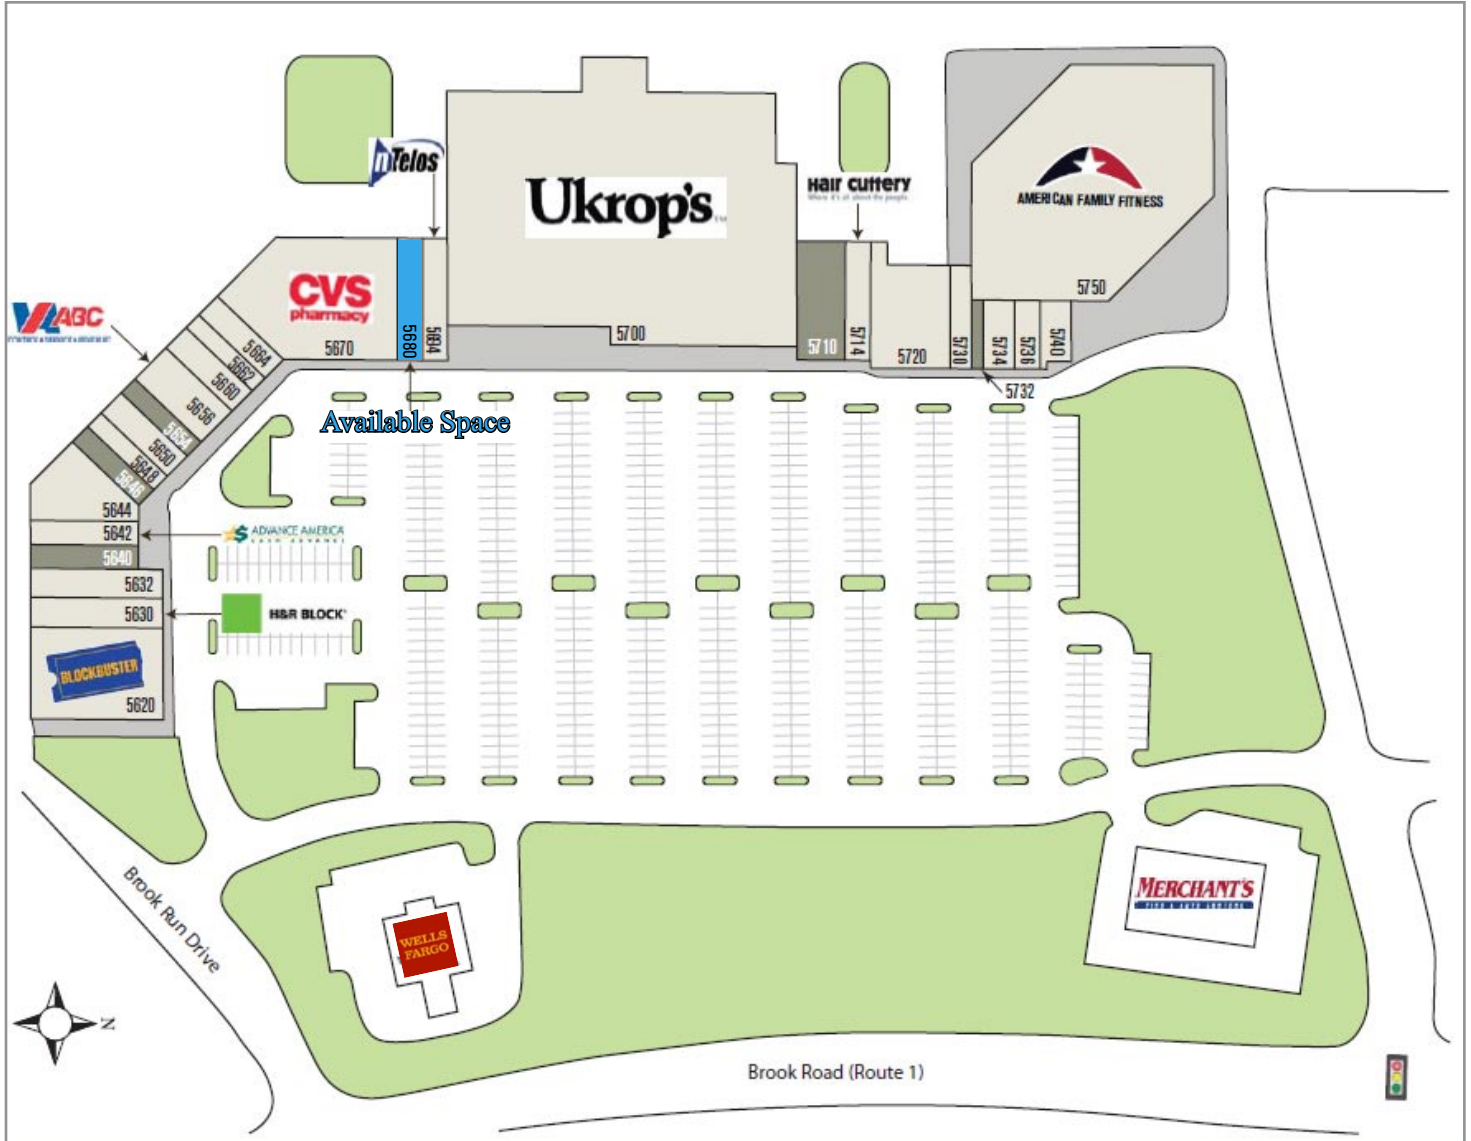 nTelos
Ukrop's
TM
Hair Cuttery
AMERICAN FAMILY FITNESS
5750
CVS
pharmacy
ABC
5670
5680
5694
5700
5710
5714
5720
5730
5732
5734
5736
5740
Available Space
5664
5662
5660
5656
5654
5650
5648
5646
5644
5642
5640
5632
5630
5620
ADVANCE AMERICA
H&R BLOCK
BLOCKBUSTER
WELLS
FARGO
MERCHANT'S
Brook Run Drive
N
Brook Road (Route 1)